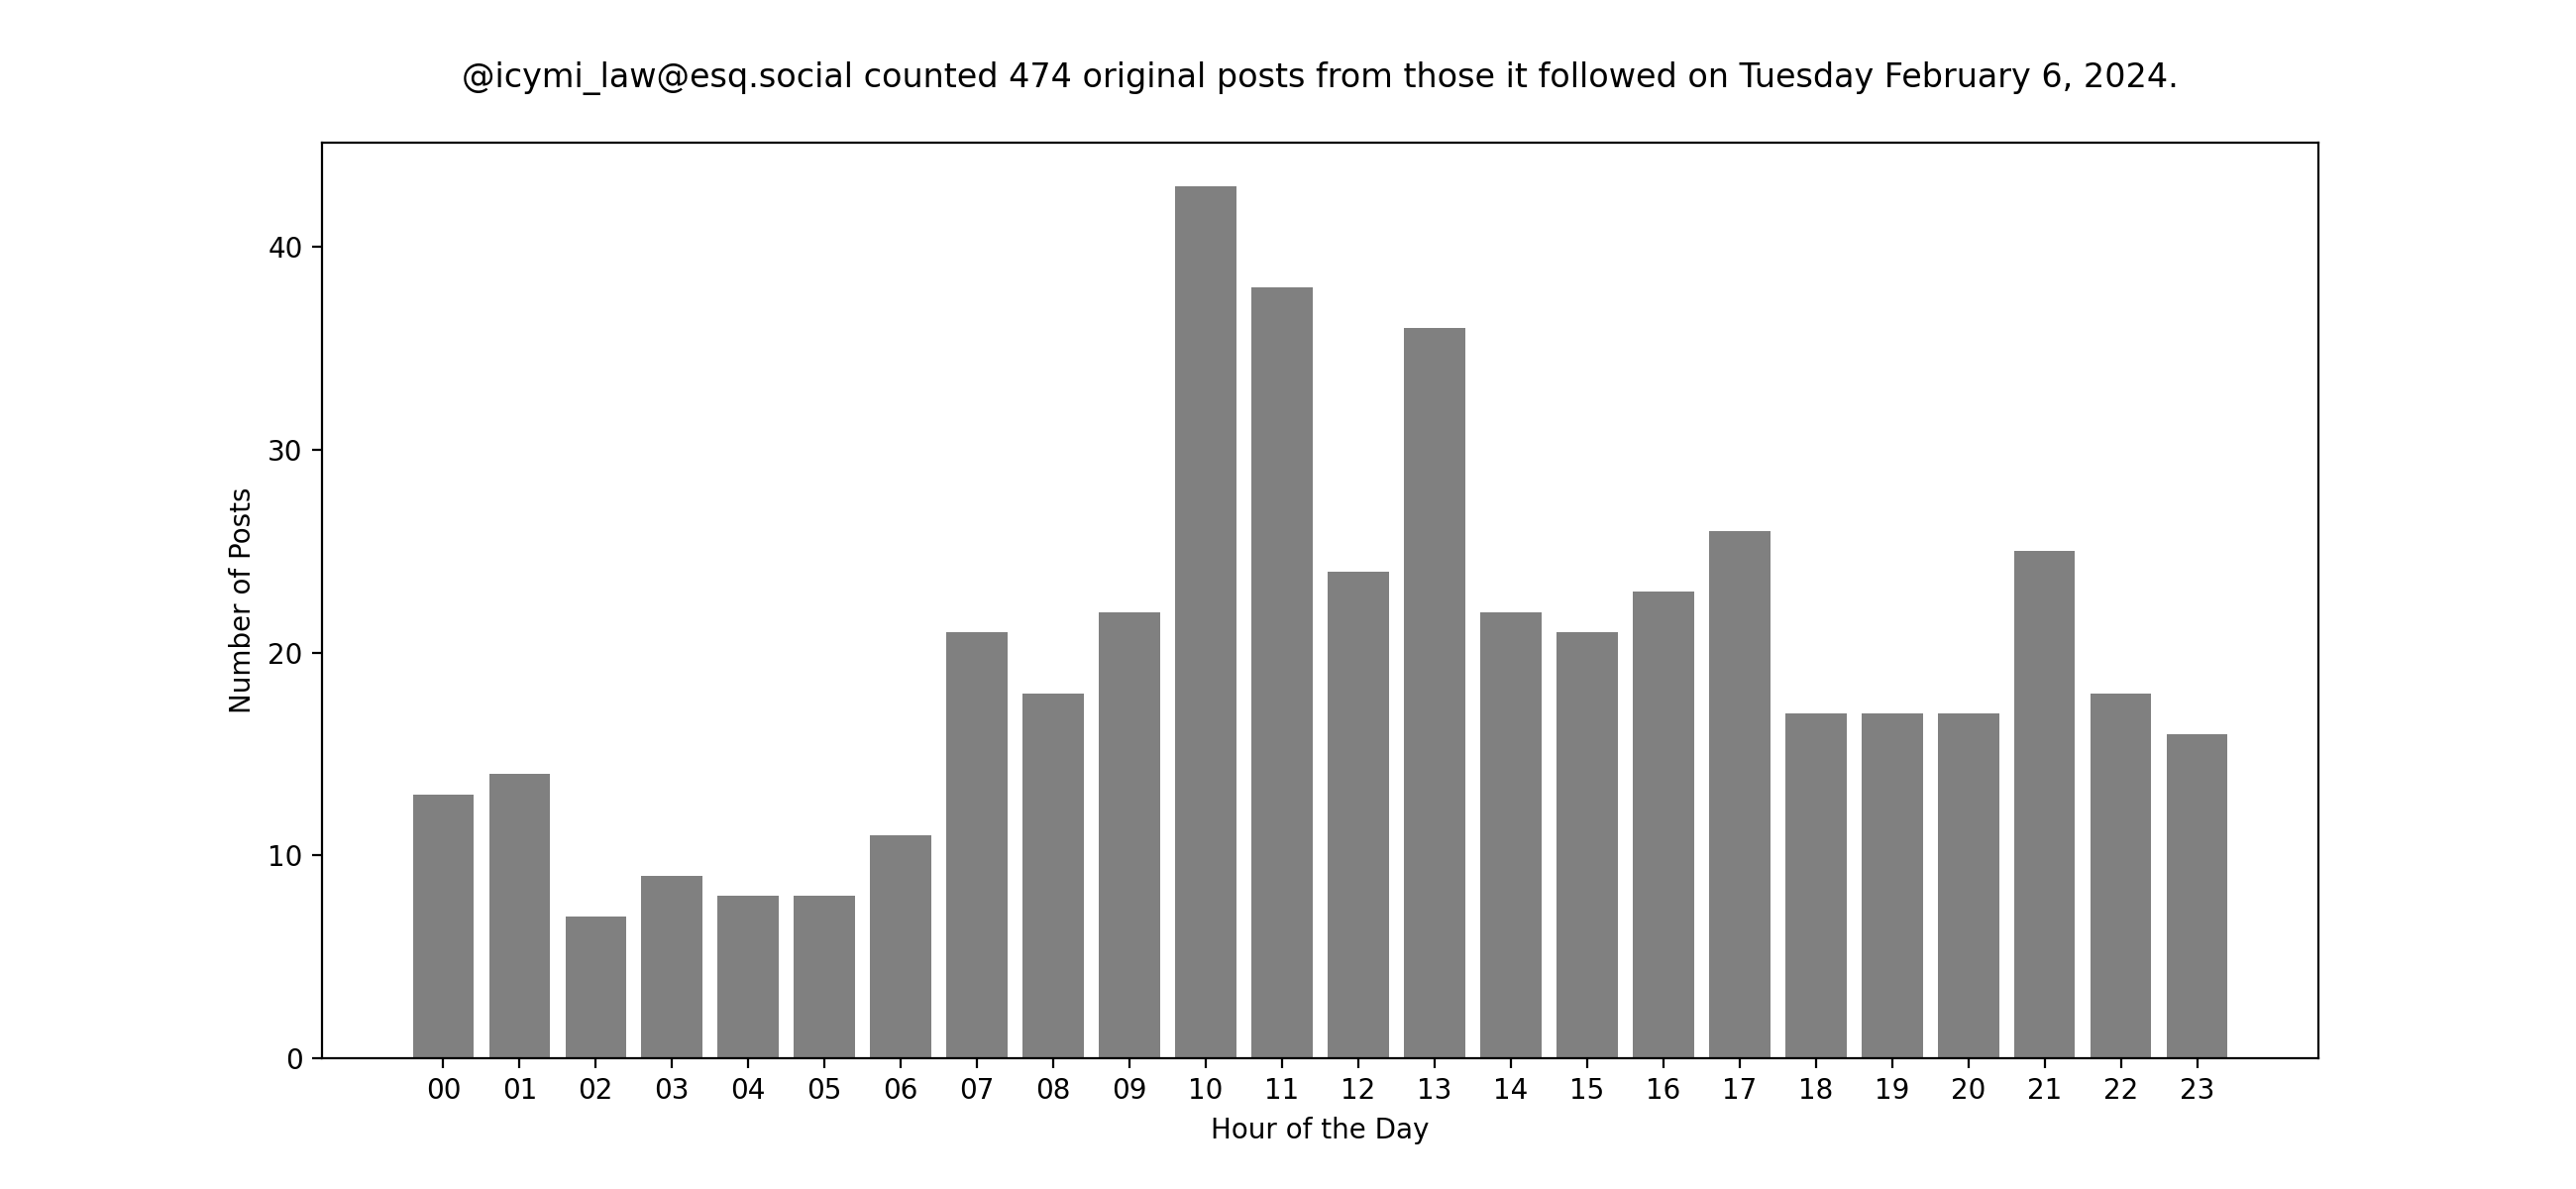 @icymi_law@esq.social counted 474 original posts from those it followed on Tuesday February 6, 2024.
40
30
20
10
0
Number of Posts
00 01 02 03 04 05 06 07 08 09 10 11 12 13 14 15 16 17 18 19 20 21 22 23
Hour of the Day